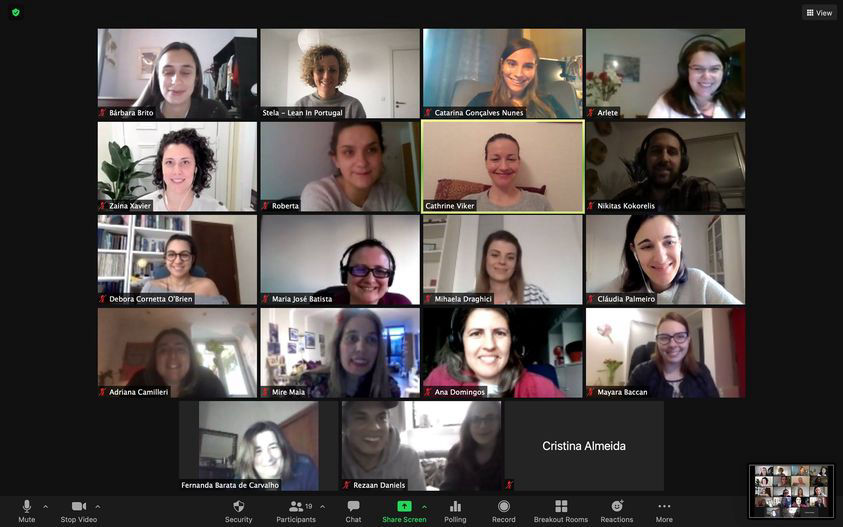 View
Bárbara Brito
Stela – Lean In Portugal
Catarina Gonçalves Nunes
Arlete
Zaina Xavier
Roberta
Cathrine Viker
Nikitas Kokorelis
Debora Cornetta O'Brien
Maria José Batista
Mihaela Draghici
Cláudia Palmeiro
Adriana Camilleri
Mire Maia
Ana Domingos
Mayara Baccan
Fernanda Barata de Carvalho
Rezaan Daniels
Cristina Almeida
19
Mute
Stop Video
Security
Participants
Chat
Share Screen
Polling
Record
Breakout Rooms
Reactions
More